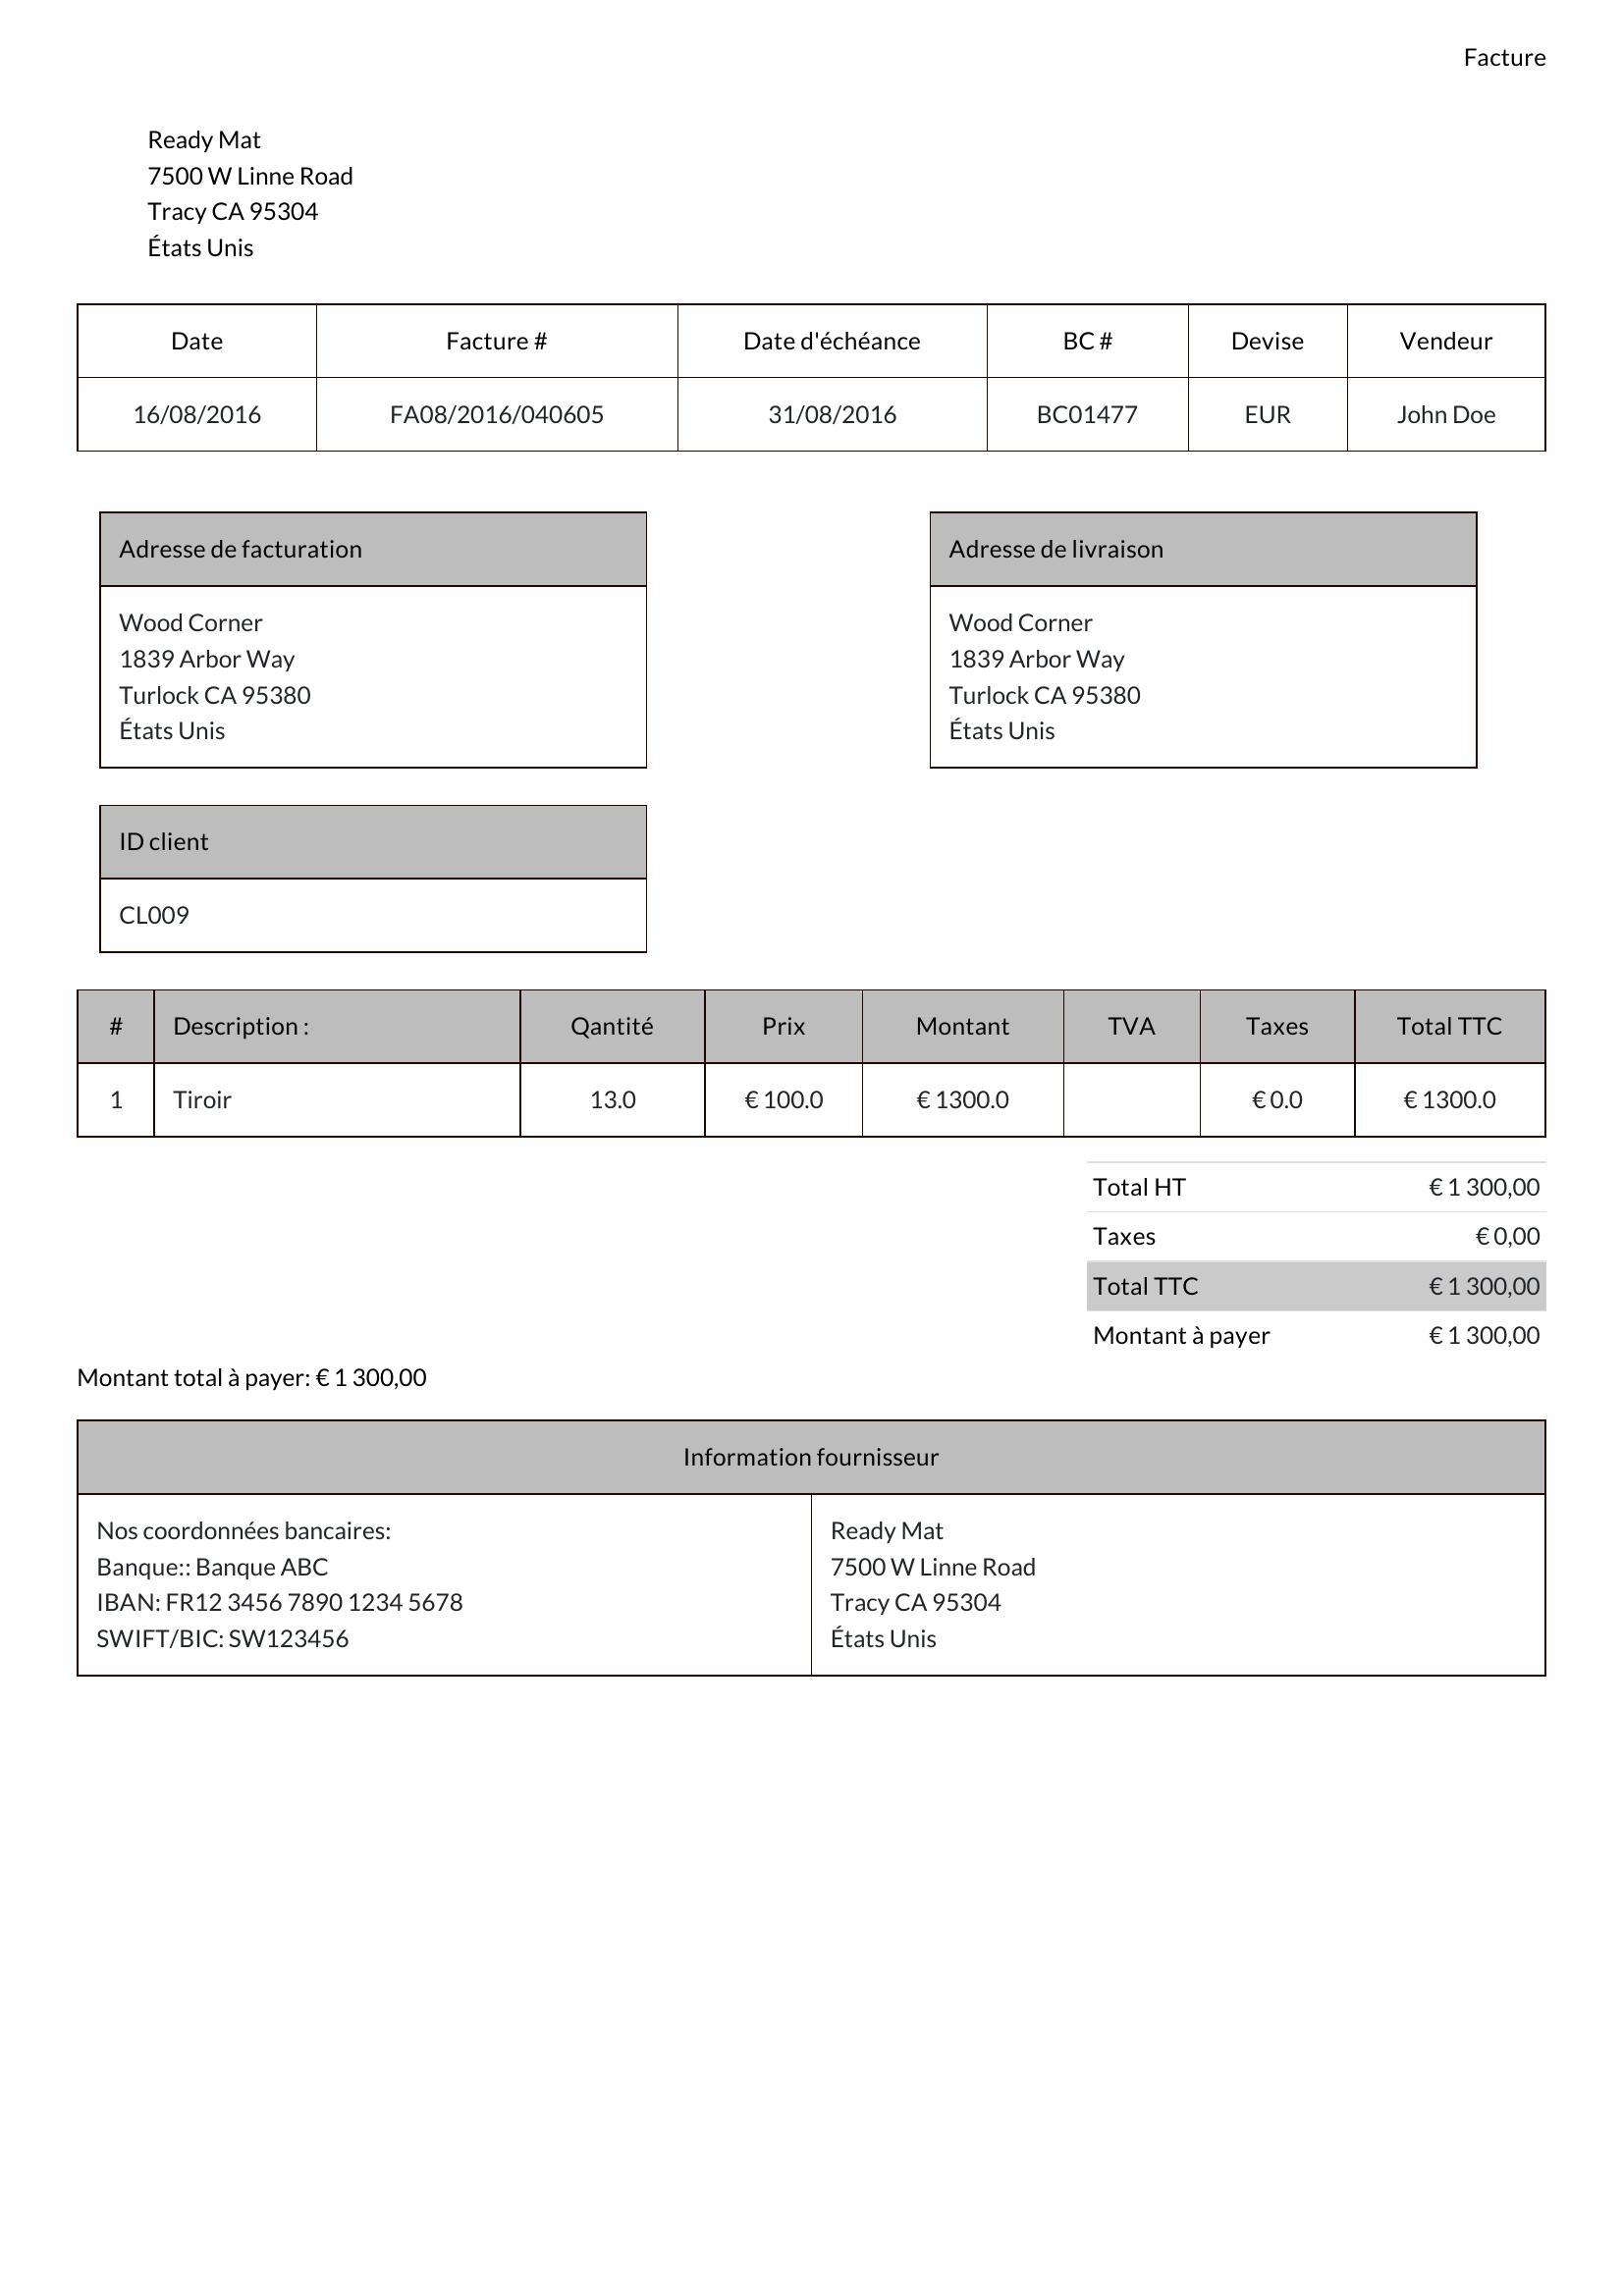 Facture
Ready Mat
7500 W Linne Road
Tracy CA 95304
États Unis
Date Facture # Date d'échéance BC # Devise Vendeur
16/08/2016 FA08/2016/040605 31/08/2016 BC01477 EUR John Doe
Adresse de facturation
Wood Corner
1839 Arbor Way
Turlock CA 95380
États Unis
Adresse de livraison
Wood Corner
1839 Arbor Way
Turlock CA 95380
États Unis
ID client
CL009
# Description : Qantité Prix Montant TVA Taxes Total TTC
1 Tiroir 13.0 € 100.0 € 1300.0 € 0.0 € 1300.0
Total HT € 1 300,00
Taxes € 0,00
Total TTC € 1 300,00
Montant à payer € 1 300,00
Montant total à payer: € 1 300,00
Information fournisseur
Nos coordonnées bancaires:
Banque:: Banque ABC
IBAN: FR12 3456 7890 1234 5678
SWIFT/BIC: SW123456
Ready Mat
7500 W Linne Road
Tracy CA 95304
États Unis